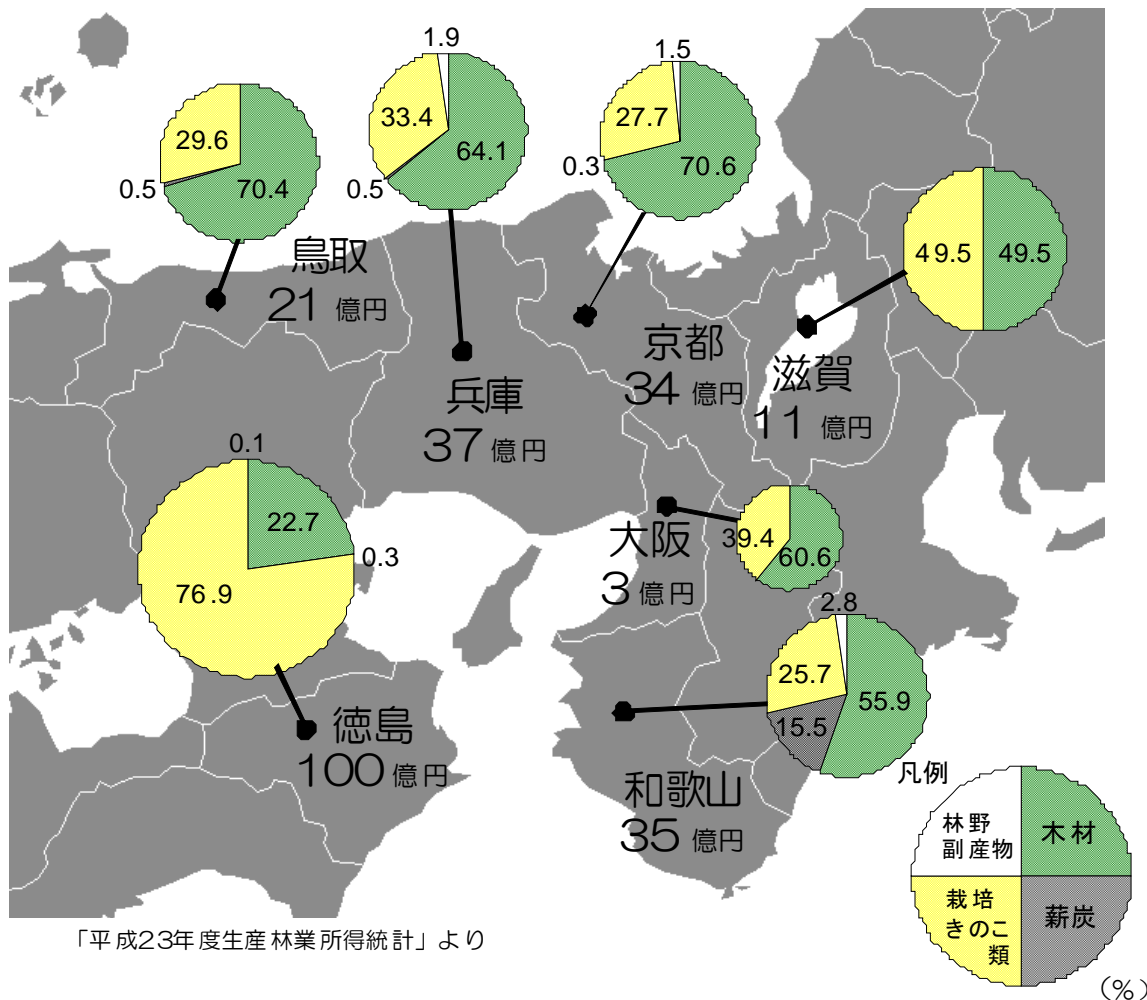 1.9
33.4
64.1
0.5
1.5
27.7
0.3
70.6
29.6
0.5
70.4
49.5
49.5
鳥取
21 億円
兵庫
37 億円
京都
34 億円
滋賀
11 億円
0.1
22.7
0.3
76.9
大阪
3 億円
39.4
60.6
2.8
25.7
55.9
15.5
徳島
100 億円
和歌山
35 億円
凡例
林野
副産物
木材
栽培
きのこ
類
薪炭
(%)
「平成23年度生産林業所得統計」より